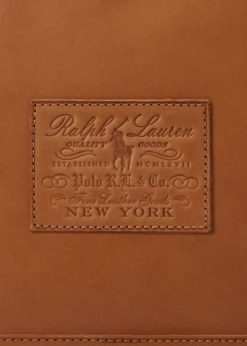 Ralph Lauren
QUALITY GOODS
ESTABLISHED MCMLXVII
Polo R.L. & Co.
Fine Leather Goods
NEW YORK